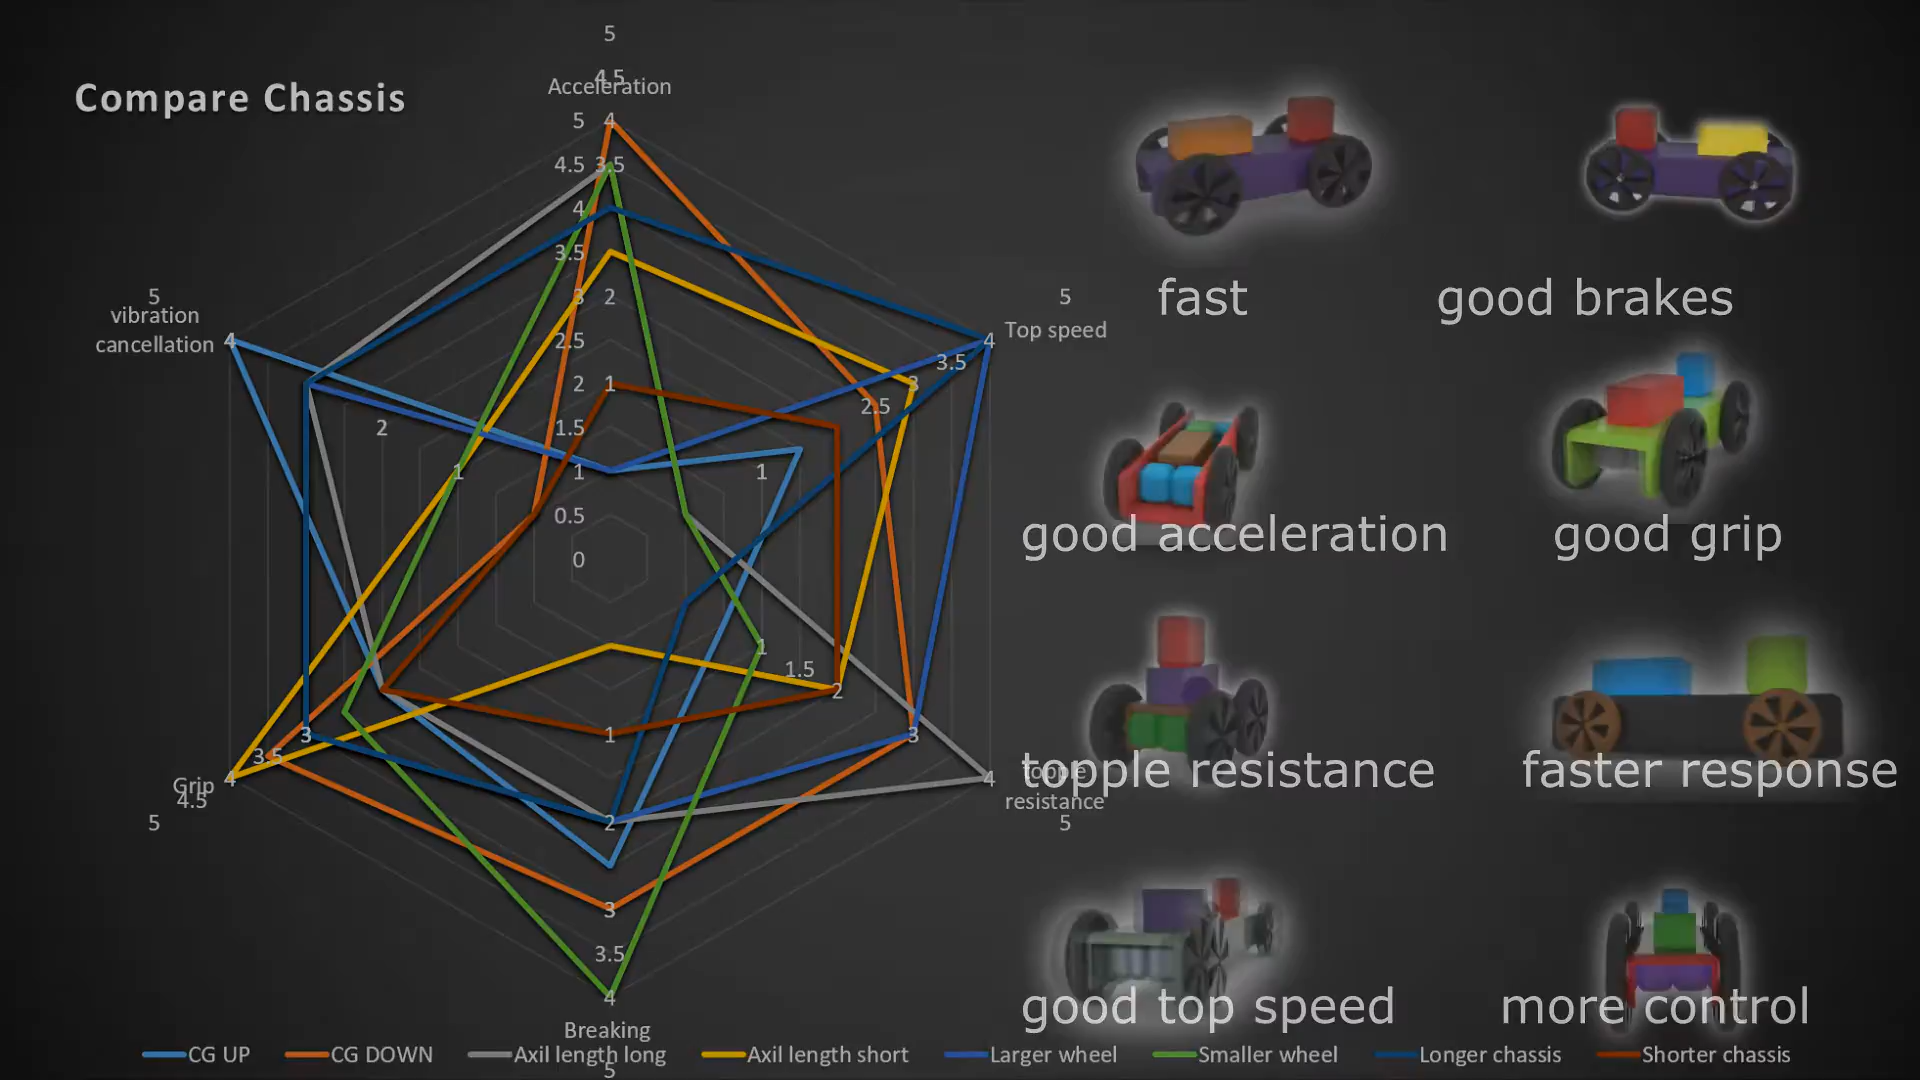 5
4.5
Compare Chassis
Acceleration
5 4
4.5 3.5
4
3.5
5
3 2
5
vibration
cancellation
4
fast
good brakes
4 Top speed
2.5
3.5
2 1
3
2.5
2
1.5
1
1
1
0.5
good acceleration
good grip
0
1
1.5
2
3
1
3
3.5
topple resistance
faster response
topple
resistance
4
Grip
4
4.5
5
2
5
3
3.5
4
good top speed
more control
Breaking
CG UP
CG DOWN
Axil length long
Axil length short
Larger wheel
Smaller wheel
Longer chassis
Shorter chassis
5